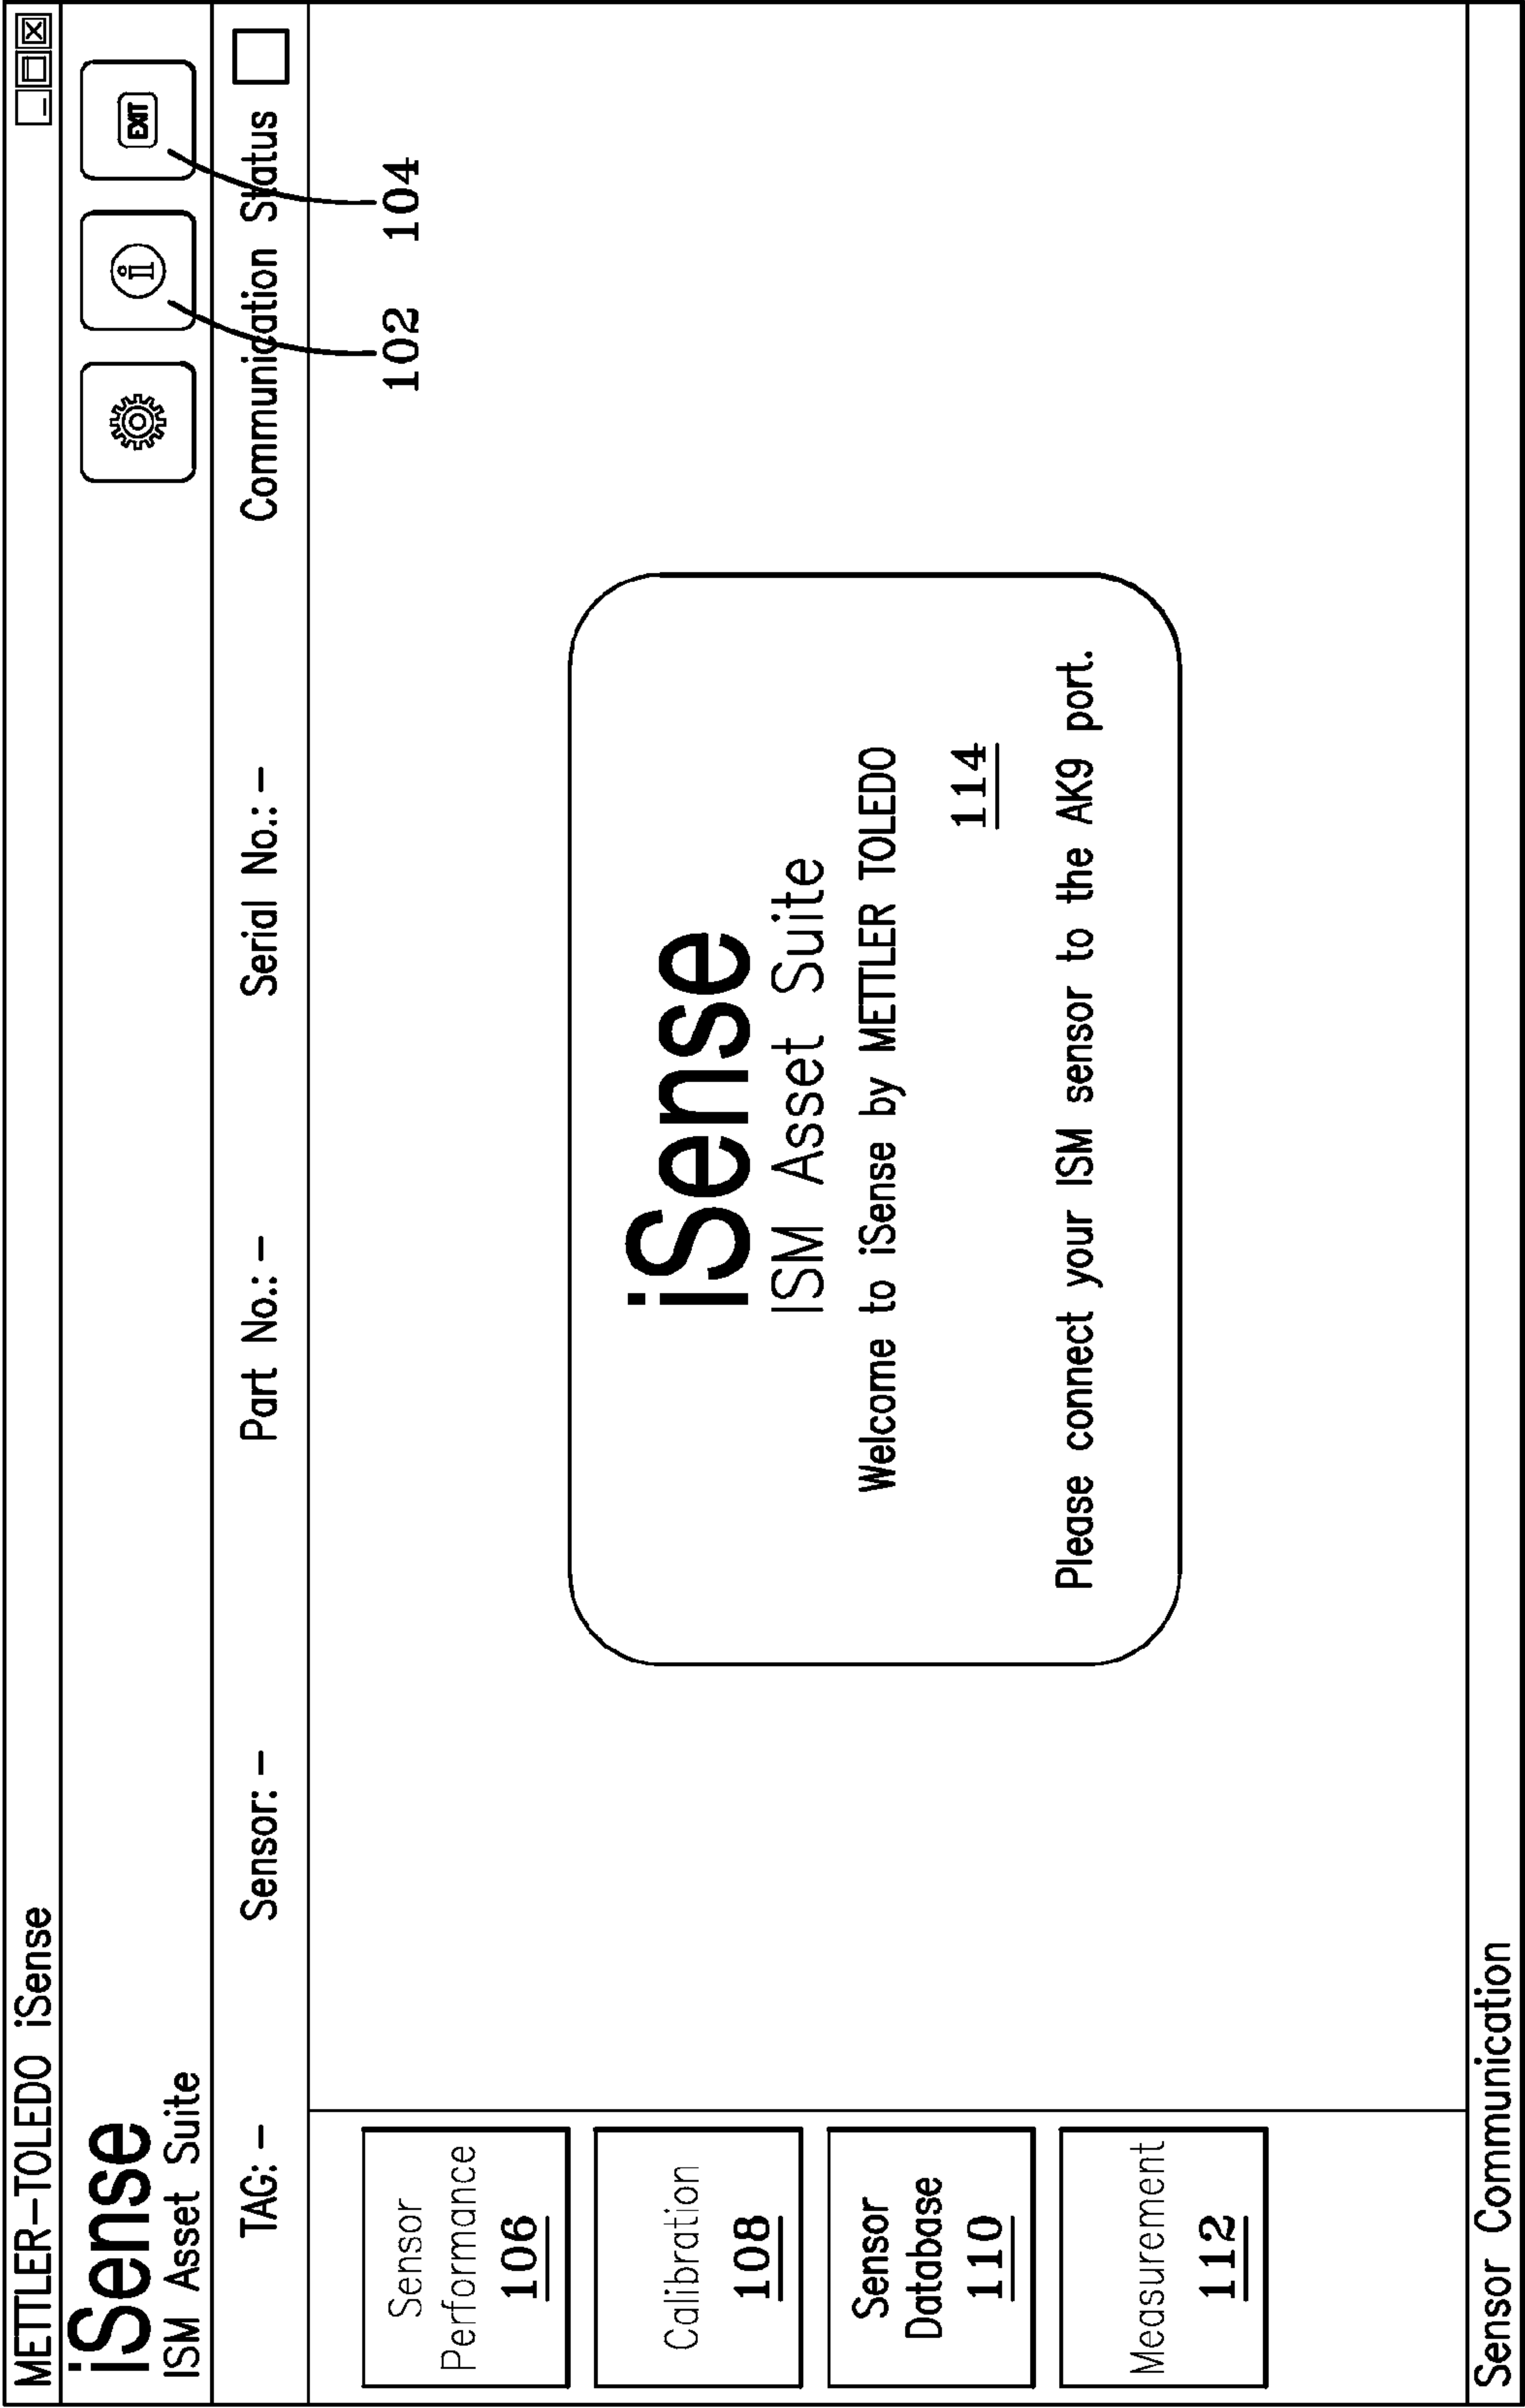 METTLER-TOLEDO iSense
iSense
ISM Asset Suite
i
EXIT
TAG: -
Sensor: -
Part No.: -
Serial No.: -
Communication Status
102
104
Sensor
Performance
106
Calibration
108
Sensor
Database
110
Measurement
112
iSense
ISM Asset Suite
Welcome to iSense by METTLER TOLEDO
114
Please connect your ISM sensor to the AK9 port.
Sensor Communication